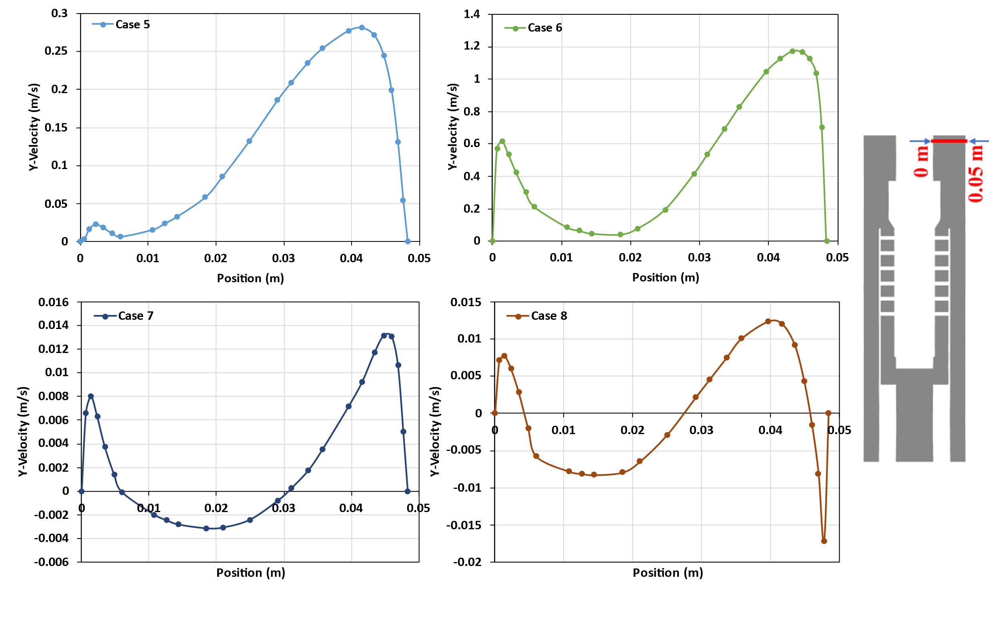 Case 5
0.3
0.25
0.2
0.15
0.1
0.05
0
Y-Velocity (m/s)
0 0.01 0.02 0.03 0.04 0.05
Position (m)
Case 6
1.4
1.2
1
0.8
0.6
0.4
0.2
0
Y-velocity (m/s)
0 0.01 0.02 0.03 0.04 0.05
Position (m)
Case 7
0.016
0.014
0.012
0.01
0.008
0.006
0.004
0.002
0
-0.002
-0.004
-0.006
Y-Velocity (m/s)
0 0.01 0.02 0.03 0.04 0.05
Position (m)
Case 8
0.015
0.01
0.005
0
-0.005
-0.01
-0.015
-0.02
Y-Velocity (m/s)
0 0.01 0.02 0.03 0.04 0.05
Position (m)
0 m
0.05 m